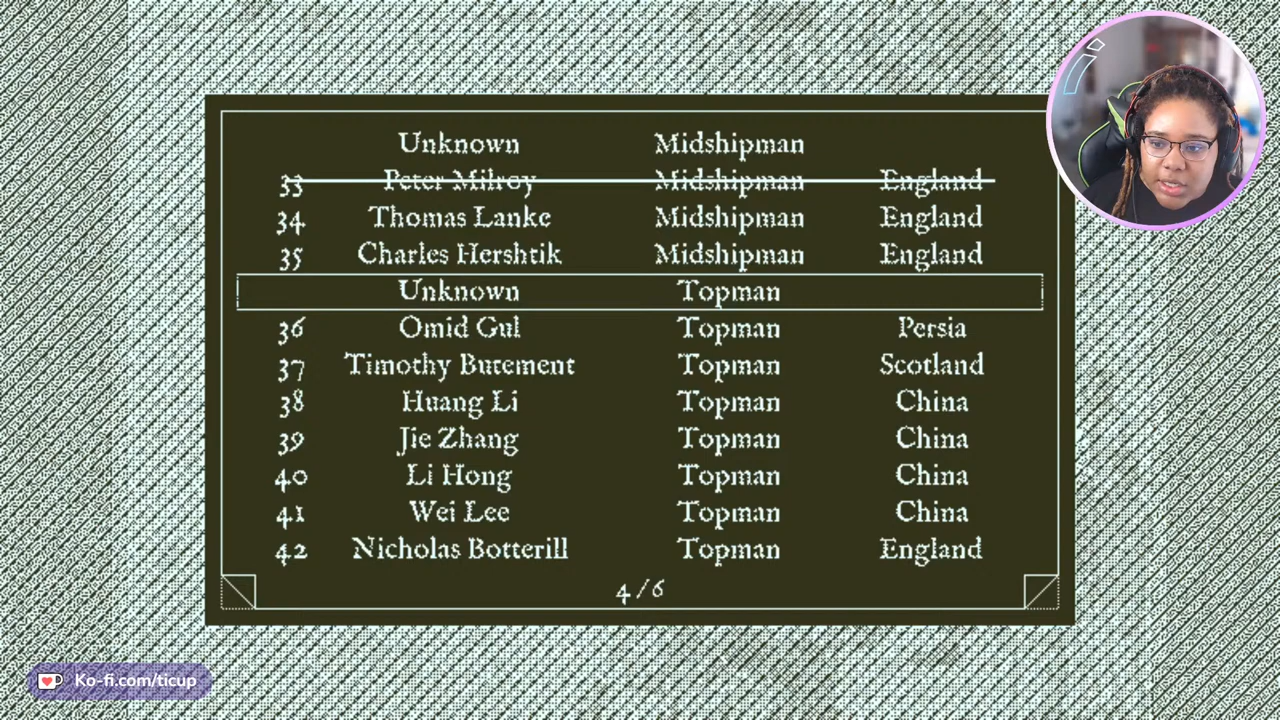 Unknown Midshipman
33 Peter Milroy Midshipman England
34 Thomas Lanke Midshipman England
35 Charles Hershtik Midshipman England
Unknown Topman
36 Omid Gul Topman Persia
37 Timothy Butement Topman Scotland
38 Huang Li Topman China
39 Jie Zhang Topman China
40 Li Hong Topman China
41 Wei Lee Topman China
42 Nicholas Botterill Topman England
4/6
Ko-fi.com/ticup